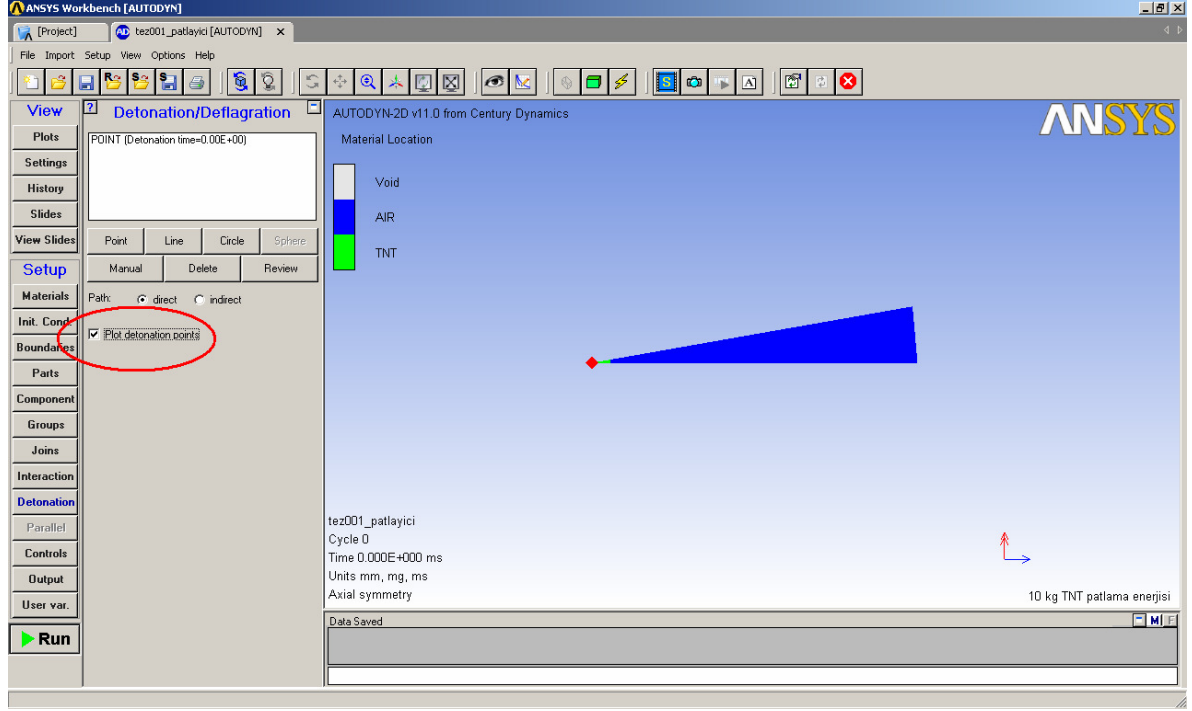 ANSYS Workbench [AUTODYN]
[Project]
AD tez001_patlayici [AUTODYN] X
File Import Setup View Options Help
View
Plots
Settings
History
Slides
View Slides
Setup
Materials
Init. Cond.
Boundaries
Parts
Component
Groups
Joins
Interaction
Detonation
Parallel
Controls
Output
User var.
Run
? Detonation/Deflagration
POINT (Detonation time=0.00E+00)
Point Line Circle Sphere
Manual Delete Review
Path: direct indirect
Plot detonation points
AUTODYN-2D v11.0 from Century Dynamics
Material Location
Void
AIR
TNT
ANSYS
tez001_patlayici
Cycle 0
Time 0.000E+000 ms
Units mm, mg, ms
Axial symmetry
10 kg TNT patlama enerjisi
Data Saved
M F